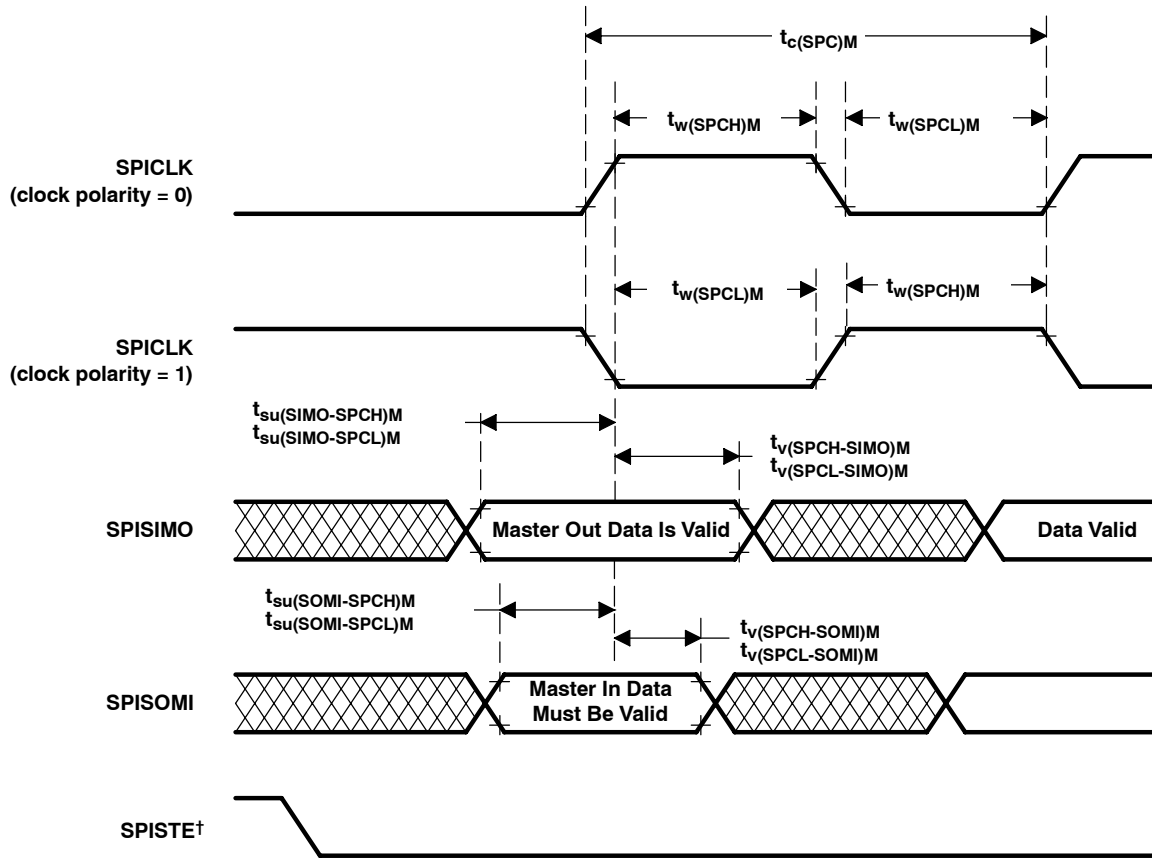 tc(SPC)M
tw(SPCH)M
tw(SPCL)M
SPICLK
(clock polarity = 0)
tw(SPCL)M
tw(SPCH)M
SPICLK
(clock polarity = 1)
tsu(SIMO-SPCH)M
tsu(SIMO-SPCL)M
tv(SPCH-SIMO)M
tv(SPCL-SIMO)M
SPISIMO
Master Out Data Is Valid
Data Valid
tsu(SOMI-SPCH)M
tsu(SOMI-SPCL)M
tv(SPCH-SOMI)M
tv(SPCL-SOMI)M
SPISOMI
Master In Data
Must Be Valid
SPISTE†